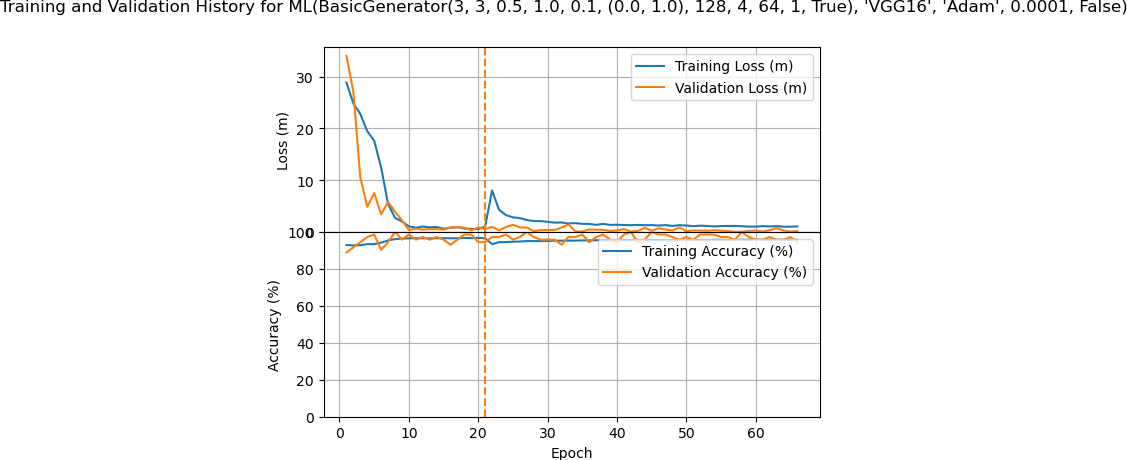 Training and Validation History for ML(BasicGenerator(3, 3, 0.5, 1.0, 0.1, (0.0, 1.0), 128, 4, 64, 1, True), 'VGG16', 'Adam', 0.0001, False)
Training Loss (m)
Validation Loss (m)
30
20
10
0
Loss (m)
Training Accuracy (%)
Validation Accuracy (%)
100
80
60
40
20
0
Accuracy (%)
0 10 20 30 40 50 60
Epoch